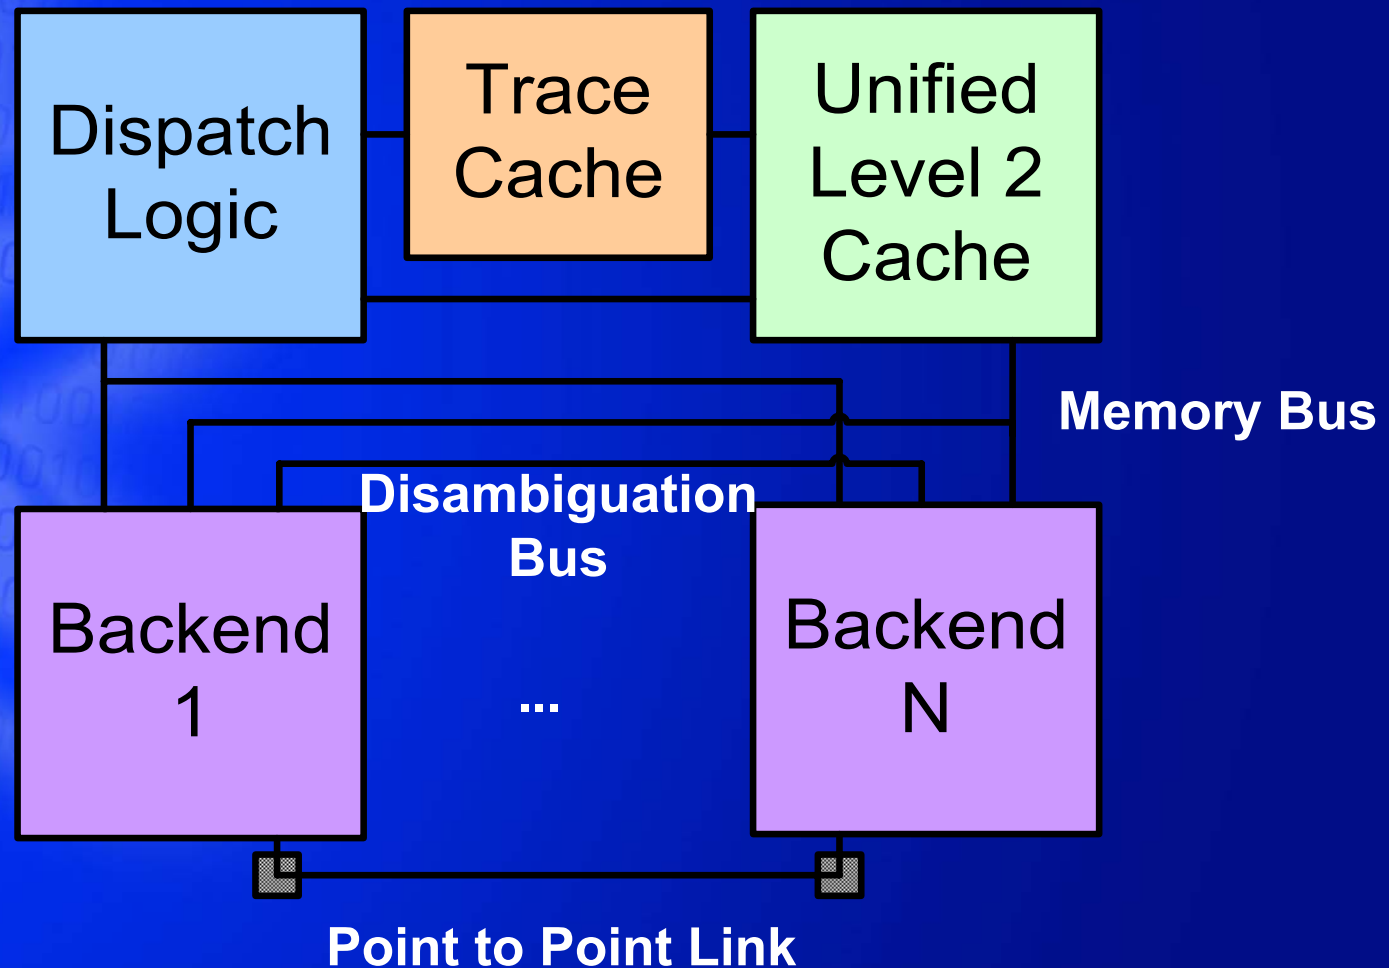 Dispatch
Logic
Trace
Cache
Unified
Level 2
Cache
Memory Bus
Disambiguation
Bus
Backend
1
...
Backend
N
Point to Point Link